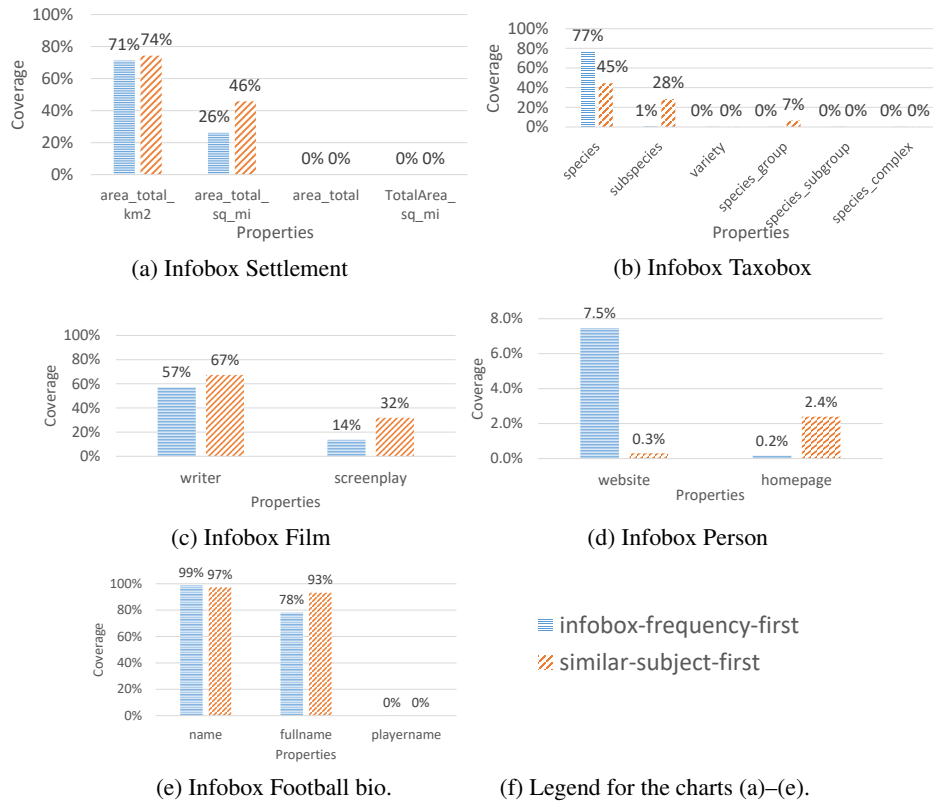 100%
80%
60%
40%
20%
0%
Coverage
71% 74%
26% 46%
0% 0%
0% 0%
area_total_
km2
area_total_
sq_mi
area_total
TotalArea_
sq_mi
Properties
(a) Infobox Settlement
100%
80%
60%
40%
20%
0%
Coverage
77% 45%
1% 28%
0% 0%
0% 7%
0% 0%
0% 0%
species
subspecies
variety
species_group
species_subgroup
species_complex
Properties
(b) Infobox Taxobox
100%
80%
60%
40%
20%
0%
Coverage
57% 67%
14% 32%
writer
screenplay
Properties
(c) Infobox Film
8.0%
6.0%
4.0%
2.0%
0.0%
Coverage
7.5%
0.3%
0.2%
2.4%
website
homepage
Properties
(d) Infobox Person
100%
80%
60%
40%
20%
0%
Coverage
99% 97%
78% 93%
0% 0%
name
fullname
playername
Properties
(e) Infobox Football bio.
infobox-frequency-first
similar-subject-first
(f) Legend for the charts (a)–(e).